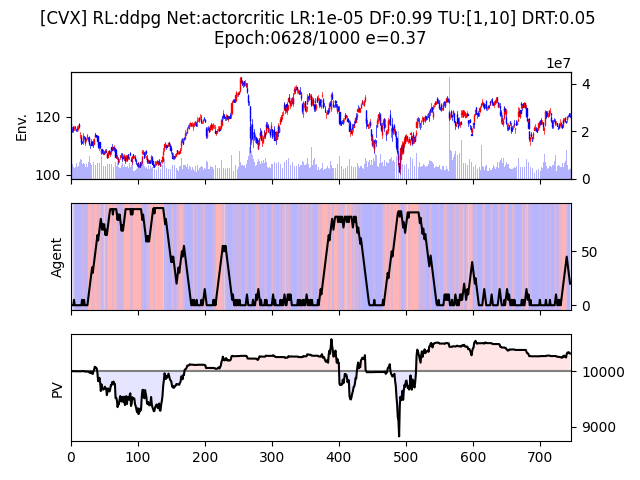 [CVX] RL:ddpg Net:actorcritic LR:1e-05 DF:0.99 TU:[1,10] DRT:0.05
Epoch:0628/1000 e=0.37
1e7
Env.
120
100
4
2
0
Agent
50
0
PV
10000
9000
0 100 200 300 400 500 600 700